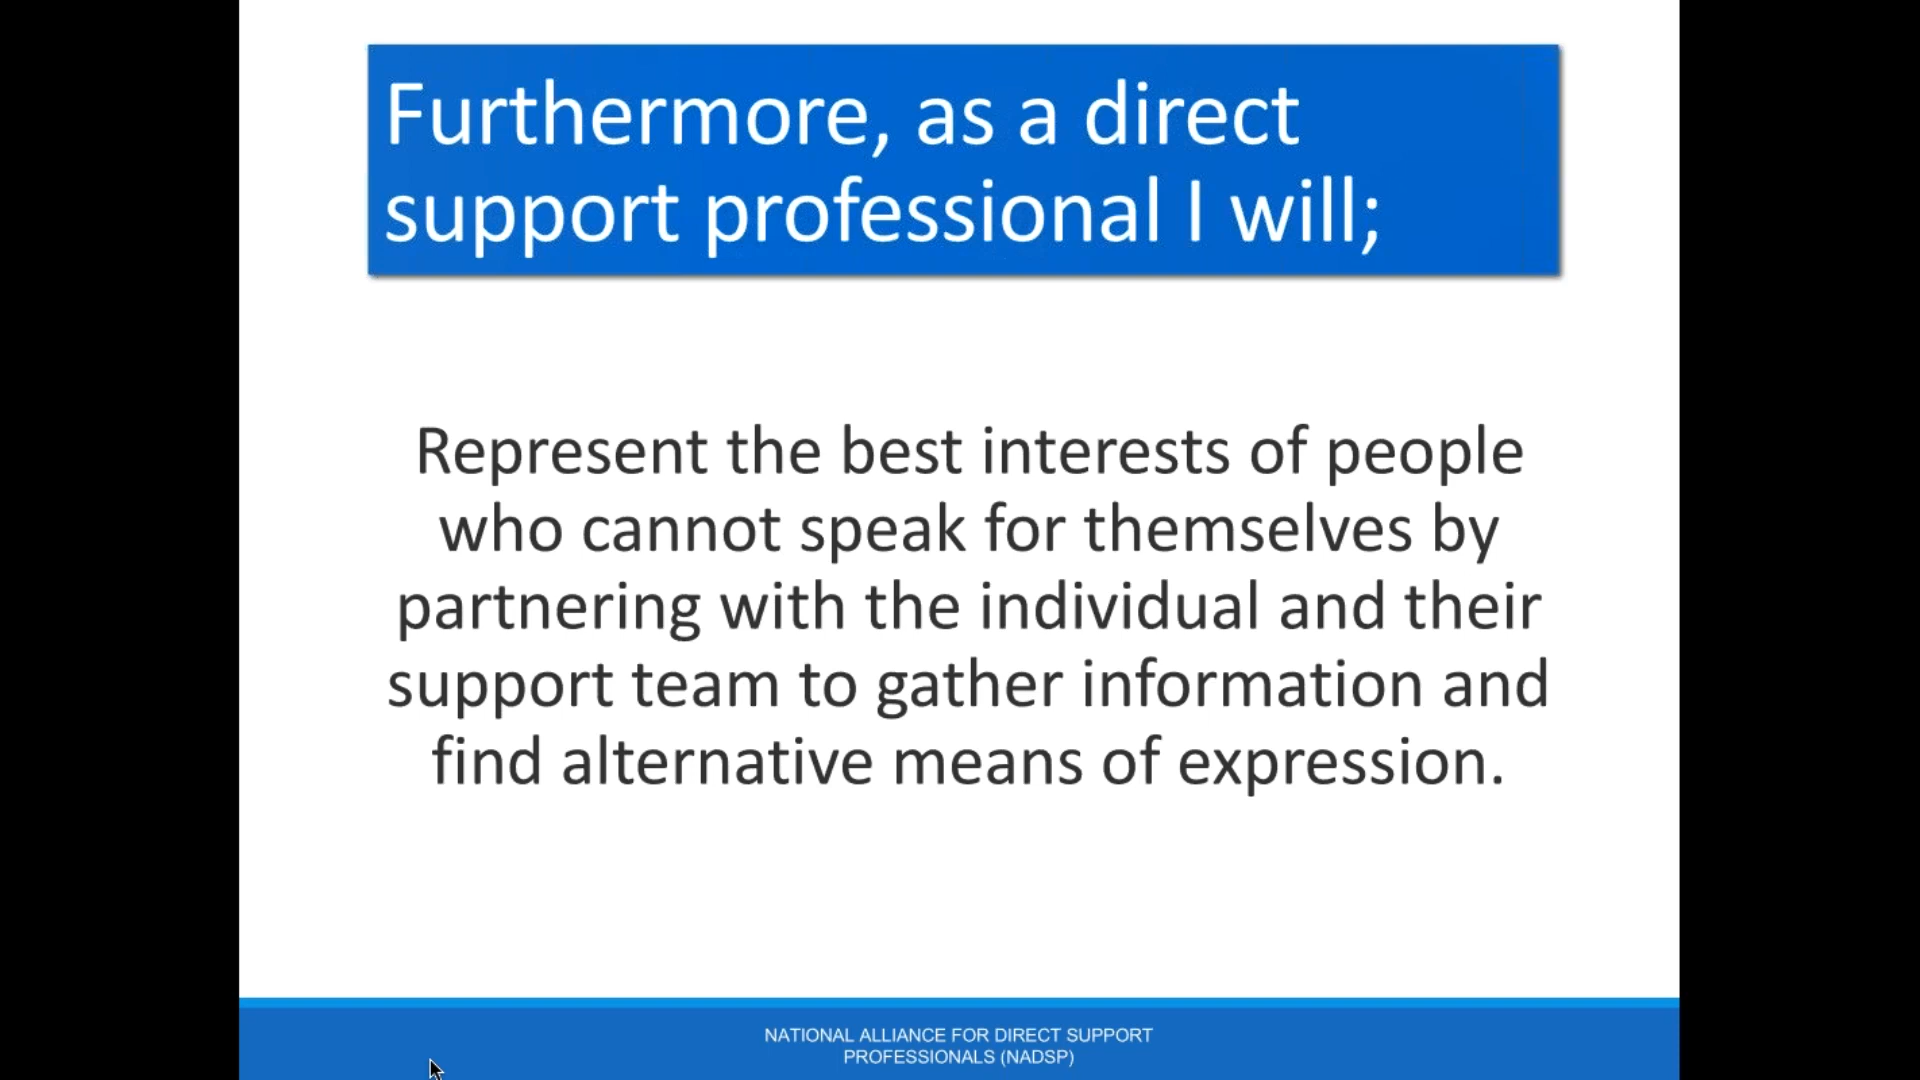 Furthermore, as a direct
support professional I will;
Represent the best interests of people
who cannot speak for themselves by
partnering with the individual and their
support team to gather information and
find alternative means of expression.
NATIONAL ALLIANCE FOR DIRECT SUPPORT
PROFESSIONALS (NADSP)